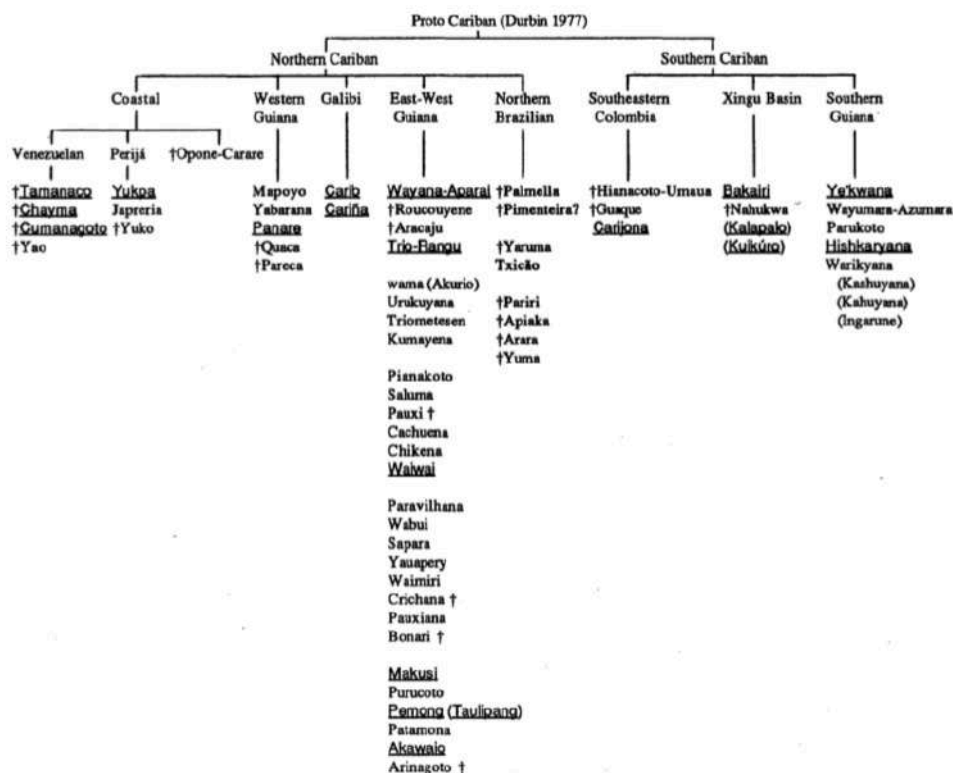 Proto Cariban (Durbin 1977)
Northern Cariban
Southern Cariban
Coastal
Western Guiana
Galibi
East-West Guiana
Northern Brazilian
Southeastern Colombia
Xingu Basin
Southern Guiana
Venezuelan
Perijá
†Opone-Carare
†Tamanaco
†Chayma
†Cumanagoto
†Yao
Yukpa
Japreria
†Yuko
Mapoyo
Yabarana
Panare
†Quaca
†Pareca
Carib
Cariña
Wayana-Aparai
†Roucouyene
†Aracaju
Trio-Rangu
wama (Akurio)
Urukuyana
Triometesen
Kumayena
Pianakoto
Saluma
Pauxi †
Cachuena
Chikena
Waiwai
Paravilhana
Wabui
Sapara
Yauapery
Waimiri
Crichana †
Pauxiana
Bonari †
Makusi
Purucoto
Pemong (Taulipang)
Patamona
Akawaio
Arinagoto †
†Palmella
†Pimenteira?
†Yaruma
Txicão
†Pariri
†Apiaka
†Arara
†Yuma
†Hianacoto-Umaua
†Guaque
Carijona
Bakairi
†Nahukwa
(Kalapalo)
(Kuikúro)
Ye'kwana
Wayumara-Azumara
Parukoto
Hishkaryana
Warikyana
(Kashuyana)
(Kahuyana)
(Ingarune)